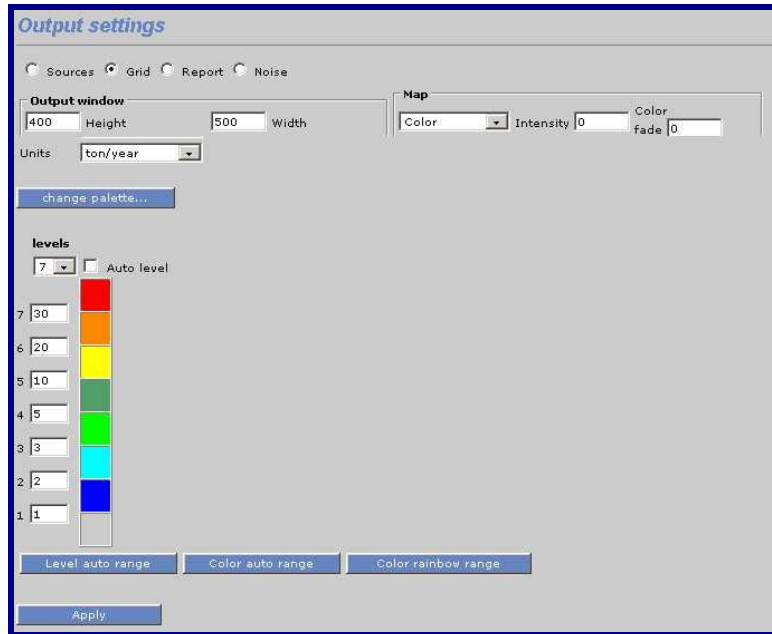 Output settings
Sources Grid Report Noise
Output window
400 Height 500 Width
Map
Color Intensity 0 Color fade 0
Units ton/year
change palette...
levels
7 Auto level
7 30
6 20
5 10
4 5
3 3
2 2
1 1
Level auto range Color auto range Color rainbow range
Apply